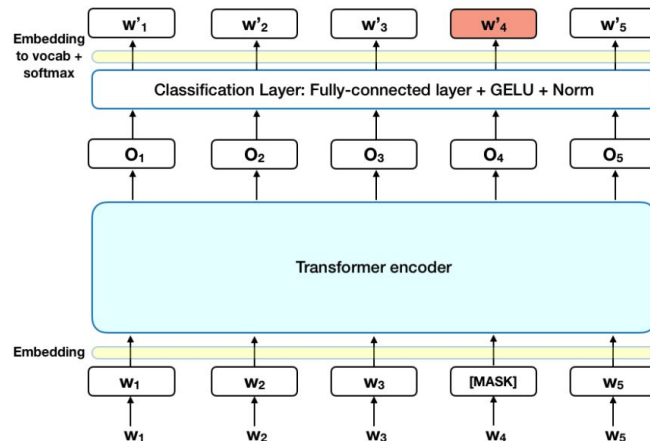 Embedding
to vocab +
softmax
w'1 w'2 w'3 w'4 w'5
Classification Layer: Fully-connected layer + GELU + Norm
O1 O2 O3 O4 O5
Transformer encoder
Embedding
w1 w2 w3 [MASK] w5
w1 w2 w3 w4 w5